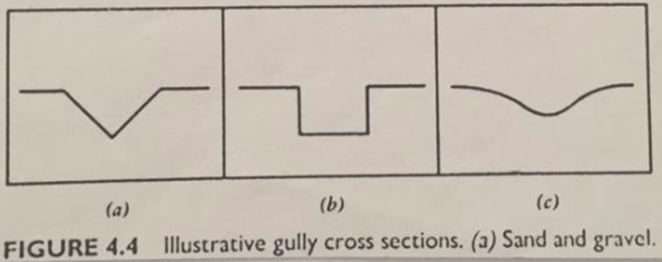 (a)
(b)
(c)
FIGURE 4.4 Illustrative gully cross sections. (a) Sand and gravel.